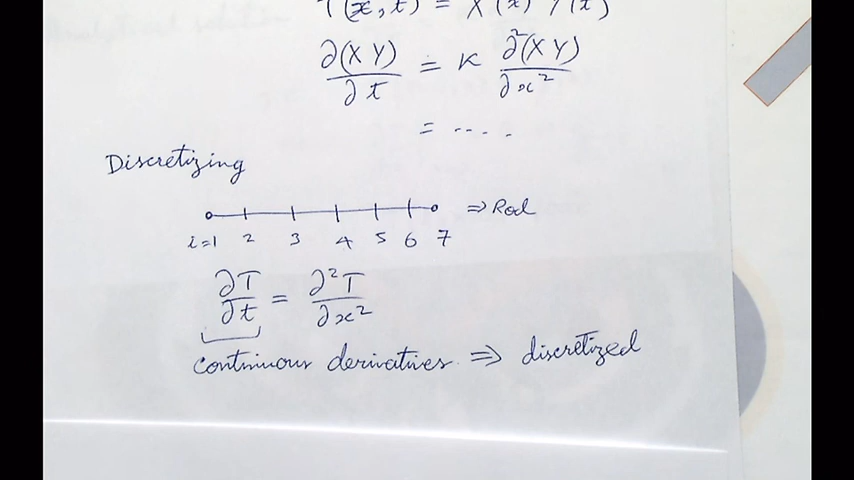 T(x,t) = X(x) Y(t)
∂(XY)/∂t = K ∂²(XY)/∂x²
= ....
Discretizing
⇒ Rod
i=1 2 3 4 5 6 7
∂T/∂t = ∂²T/∂x²
continuous derivatives ⇒ discretized